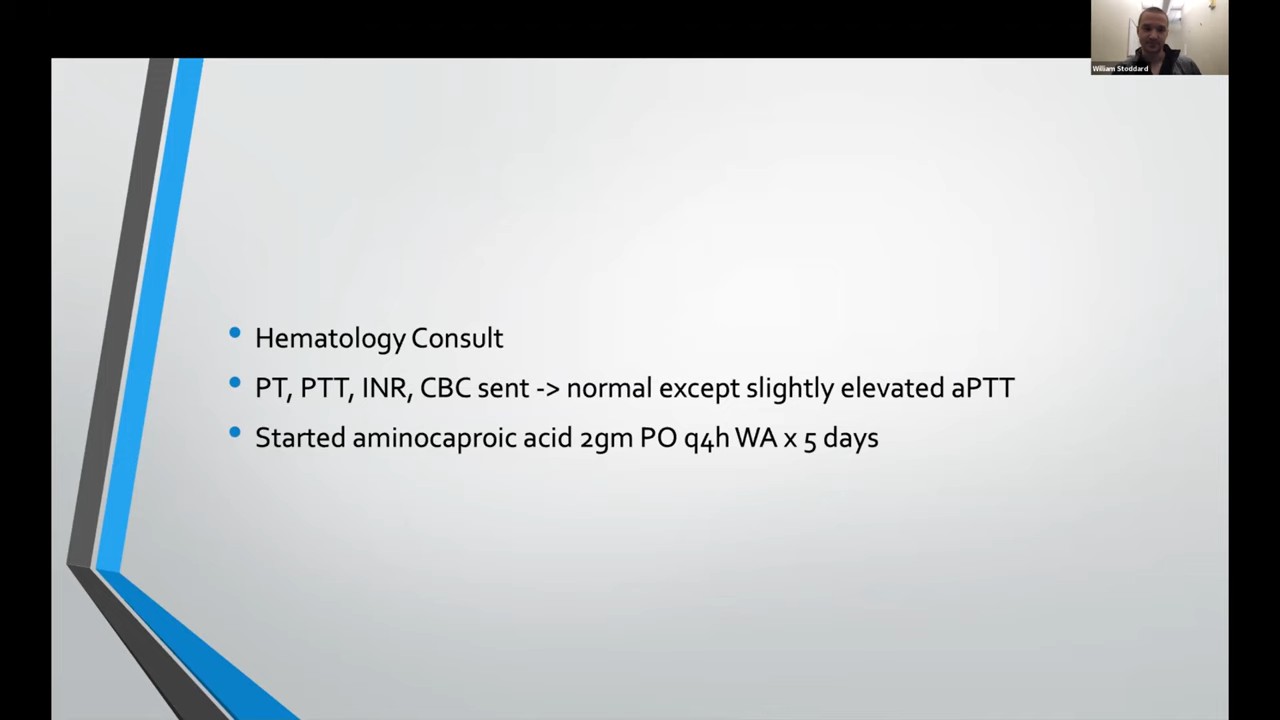 William Stoddard
Hematology Consult
PT, PTT, INR, CBC sent -> normal except slightly elevated aPTT
Started aminocaproic acid 2gm PO q4h WA x 5 days